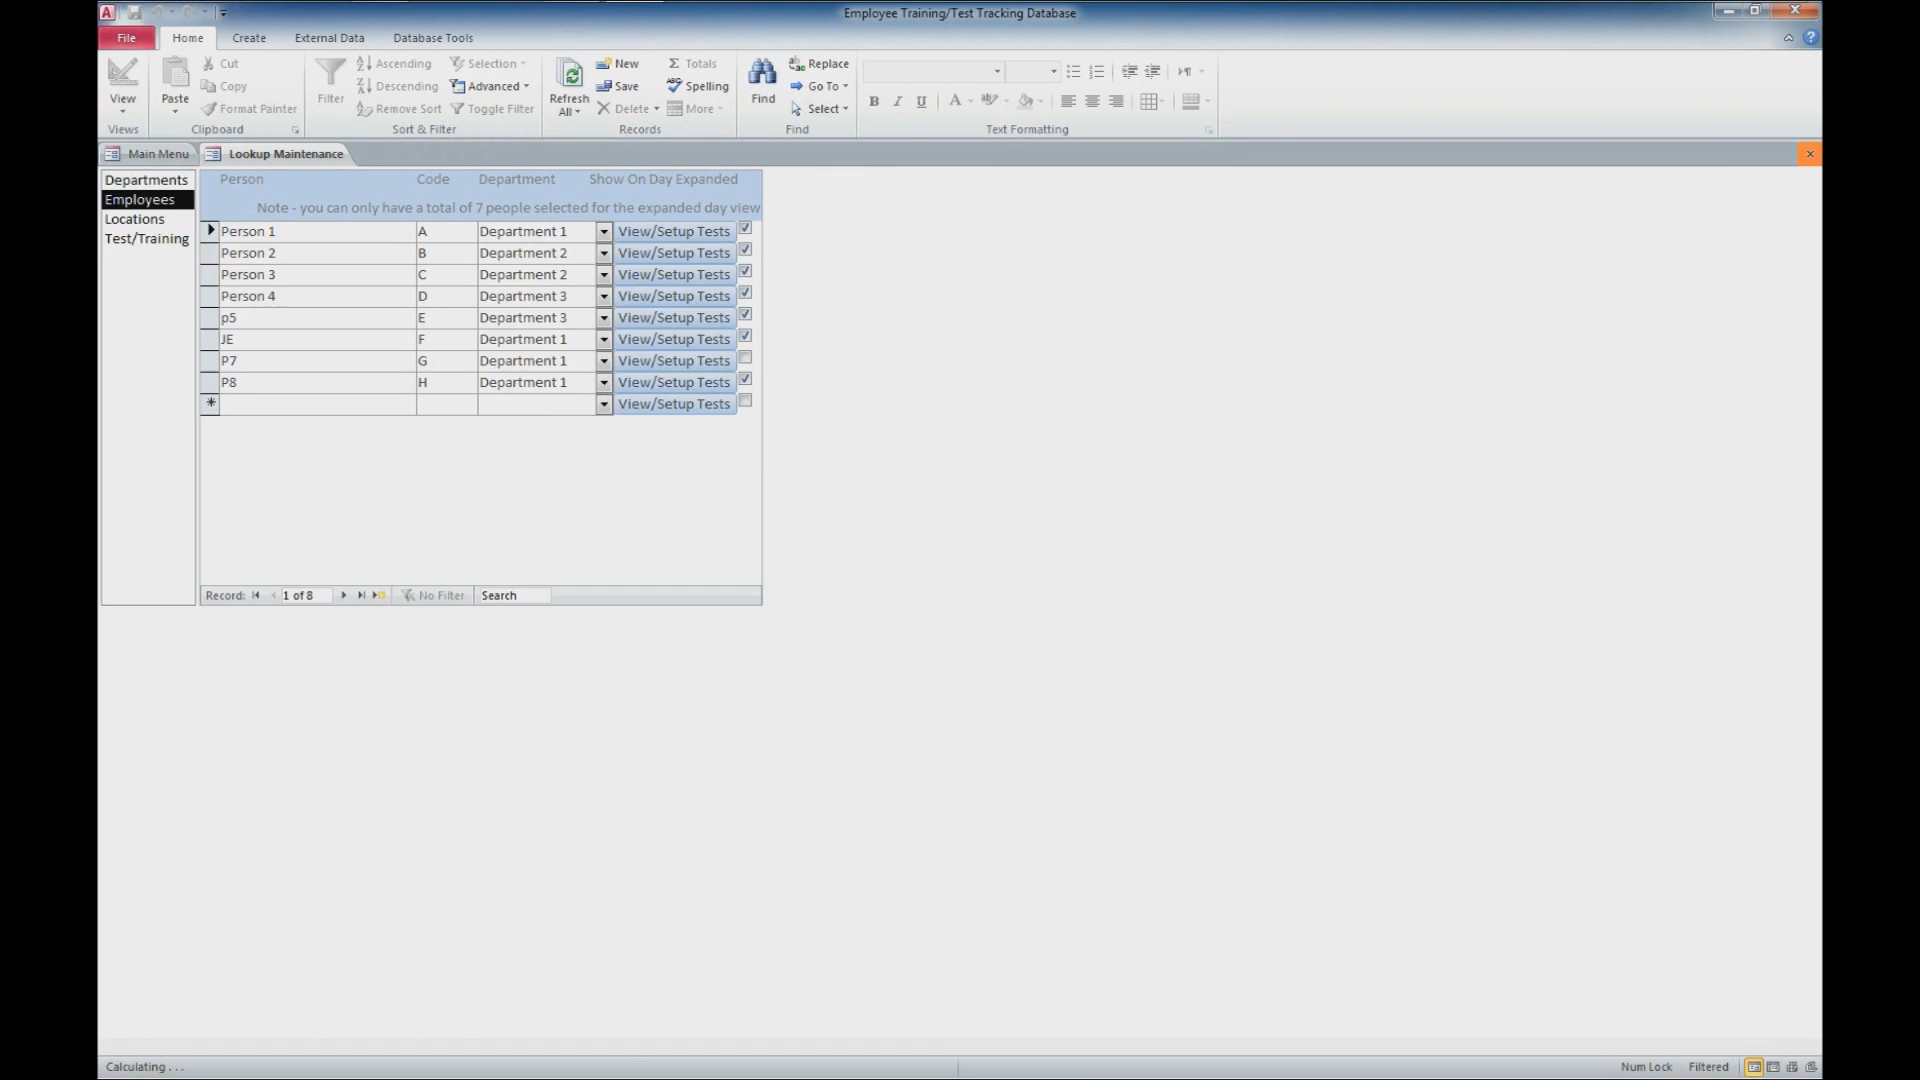 Employee Training/Test Tracking Database
File Home Create External Data Database Tools
View
Views
Paste
Cut
Copy
Format Painter
Clipboard
Filter
Ascending
Descending
Remove Sort
Selection
Advanced
Toggle Filter
Sort & Filter
Refresh
All
New
Save
Delete
Totals
Spelling
More
Records
Find
Replace
Go To
Select
Find
B I U A
Text Formatting
Main Menu Lookup Maintenance
Departments
Employees
Locations
Test/Training
Person Code Department Show On Day Expanded
Note - you can only have a total of 7 people selected for the expanded day view
Person 1 A Department 1 View/Setup Tests
Person 2 B Department 2 View/Setup Tests
Person 3 C Department 2 View/Setup Tests
Person 4 D Department 3 View/Setup Tests
p5 E Department 3 View/Setup Tests
JE F Department 1 View/Setup Tests
P7 G Department 1 View/Setup Tests
P8 H Department 1 View/Setup Tests
* View/Setup Tests
Record: 1 of 8 No Filter Search
Calculating . . . Num Lock Filtered